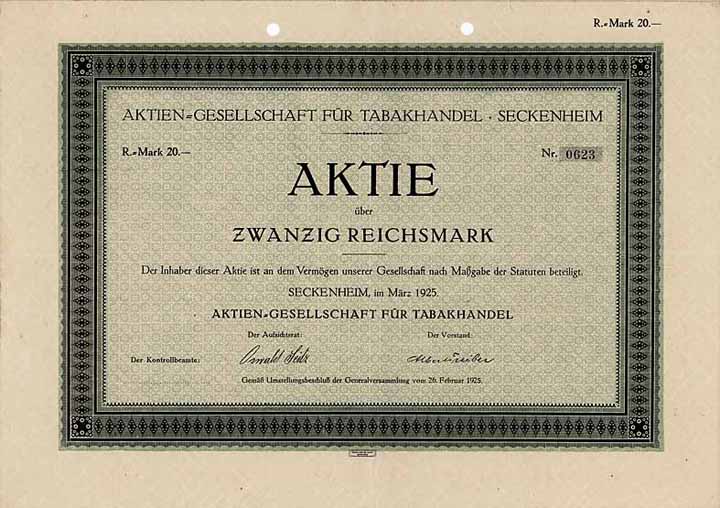 R.=Mark 20.—
AKTIEN=GESELLSCHAFT FÜR TABAKHANDEL · SECKENHEIM
R.=Mark 20.— Nr. 0623
AKTIE
über
ZWANZIG REICHSMARK
Der Inhaber dieser Aktie ist an dem Vermögen unserer Gesellschaft nach Maßgabe der Statuten beteiligt.
SECKENHEIM, im März 1925.
AKTIEN=GESELLSCHAFT FÜR TABAKHANDEL
Der Aufsichtsrat: Der Vorstand:
Der Kontrollbeamte: Oswald Seitz
Gemäß Umstellungsbeschluß der Generalversammlung vom 26. Februar 1925.